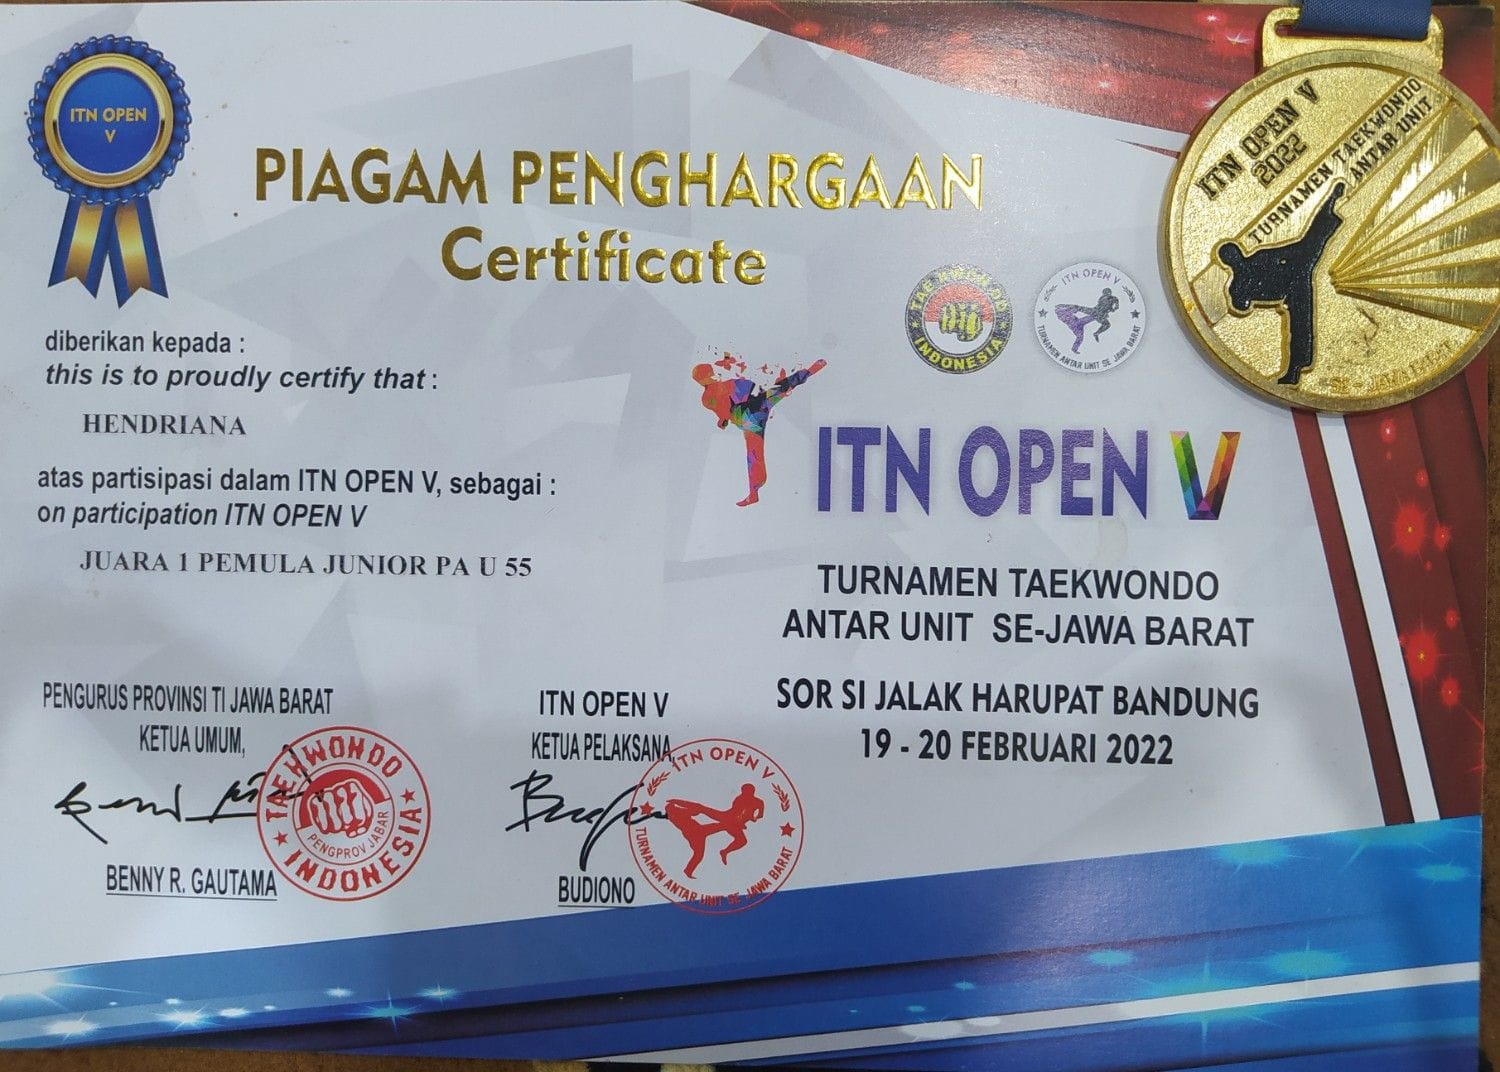 ITN OPEN
V
PIAGAM PENGHARGAAN
Certificate
diberikan kepada :
this is to proudly certify that :
HENDRIANA
atas partisipasi dalam ITN OPEN V, sebagai :
on participation ITN OPEN V
JUARA 1 PEMULA JUNIOR PA U 55
PENGURUS PROVINSI TI JAWA BARAT
KETUA UMUM,
BENNY R. GAUTAMA
TAEKWONDO
PENGPROV JABAR
INDONESIA
ITN OPEN V
KETUA PELAKSANA,
BUDIONO
ITN OPEN V
TURNAMEN ANTAR UNIT SE JAWA BARAT
TAEKWONDO
INDONESIA
ITN OPEN V
TURNAMEN ANTAR UNIT SE JAWA BARAT
ITN OPEN V
TURNAMEN TAEKWONDO
ANTAR UNIT SE-JAWA BARAT
SOR SI JALAK HARUPAT BANDUNG
19 - 20 FEBRUARI 2022
ITN OPEN V
2022
TURNAMEN TAEKWONDO
ANTAR UNIT
SE - JAWA BARAT